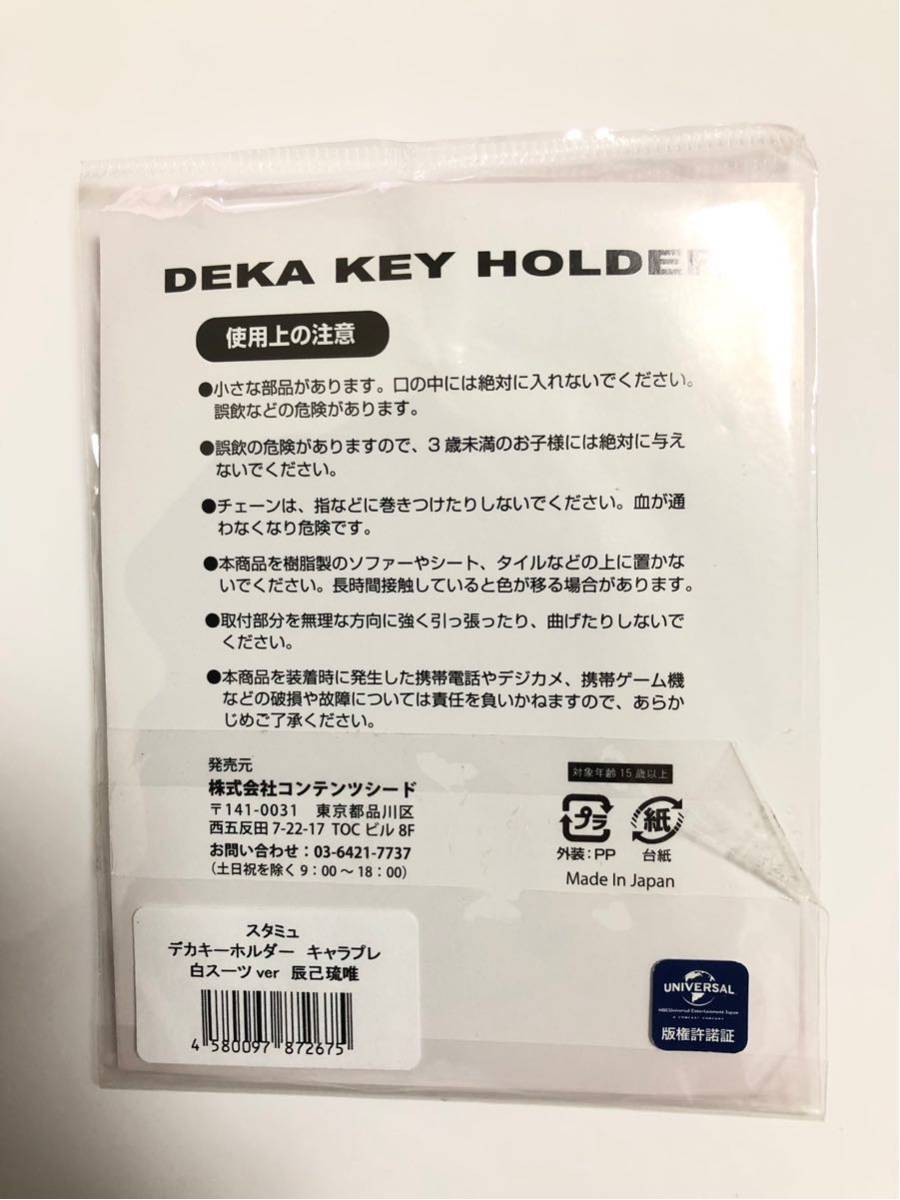 DEKA KEY HOLDER
使用上の注意
●小さな部品があります。口の中には絶対に入れないでください。
誤飲などの危険があります。
●誤飲の危険がありますので、3歳未満のお子様には絶対に与え
ないでください。
●チェーンは、指などに巻きつけたりしないでください。血が通
わなくなり危険です。
●本商品を樹脂製のソファーやシート、タイルなどの上に置かな
いでください。長時間接触していると色が移る場合があります。
●取付部分を無理な方向に強く引っ張ったり、曲げたりしないで
ください。
●本商品を装着時に発生した携帯電話やデジカメ、携帯ゲーム機
などの破損や故障については責任を負いかねますので、あらか
じめご了承ください。
発売元
株式会社コンテンツシード
〒141-0031 東京都品川区
西五反田 7-22-17 TOC ビル 8F
お問い合わせ：03-6421-7737
（土日祝を除く 9：00 〜 18：00）
対象年齢 15 歳以上
プラ
紙
外装：PP
台紙
Made In Japan
スタミュ
デカキーホルダー キャラプレ
白スーツ ver 辰己琉唯
4 580097 872675
UNIVERSAL
NBCUniversal Entertainment Japan
A COMCAST COMPANY
版権許諾証